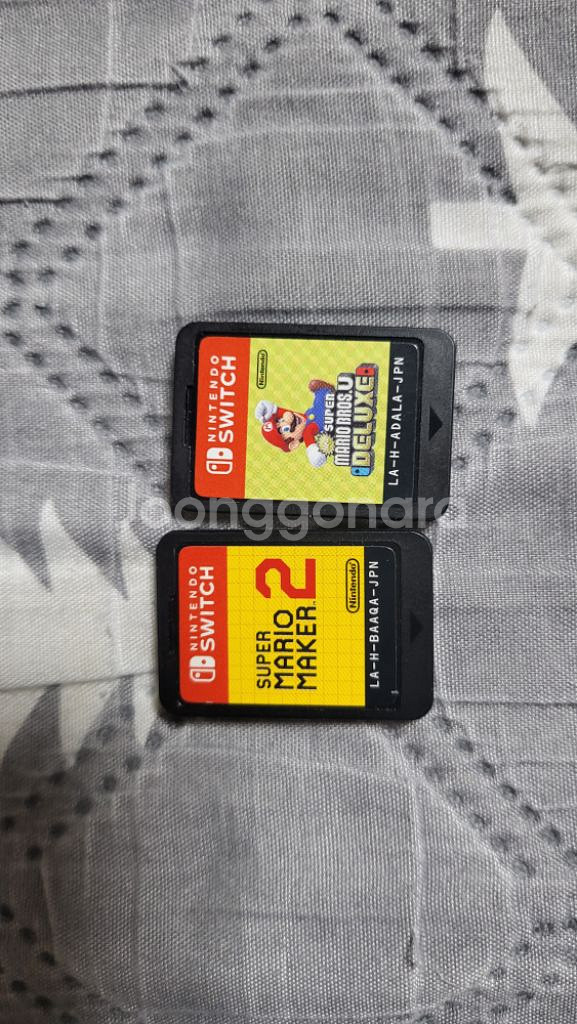 NINTENDO
SWITCH
Nintendo
SUPER
MARIO BROS. U
DELUXE
LA-H-ADALA-JPN
Joonggonara
NINTENDO
SWITCH
SUPER
MARIO
MAKER 2
Nintendo
LA-H-BAAQA-JPN